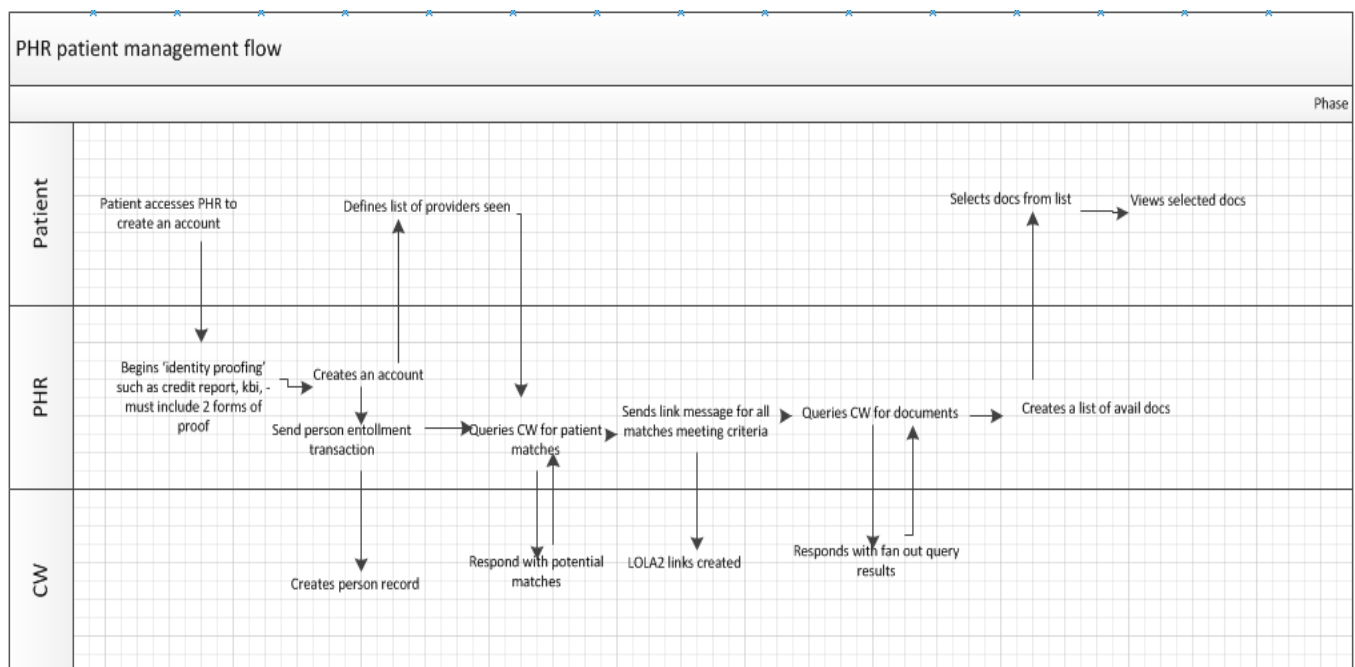 PHR patient management flow
Phase
Patient
Patient accesses PHR to
create an account
Defines list of providers seen
Selects docs from list
Views selected docs
PHR
Begins 'identity proofing'
such as credit report, kbi, -
must include 2 forms of
proof
Creates an account
Send person entollment
transaction
Queries CW for patient
matches
Sends link message for all
matches meeting criteria
Queries CW for documents
Creates a list of avail docs
CW
Creates person record
Respond with potential
matches
LOLA2 links created
Responds with fan out query
results